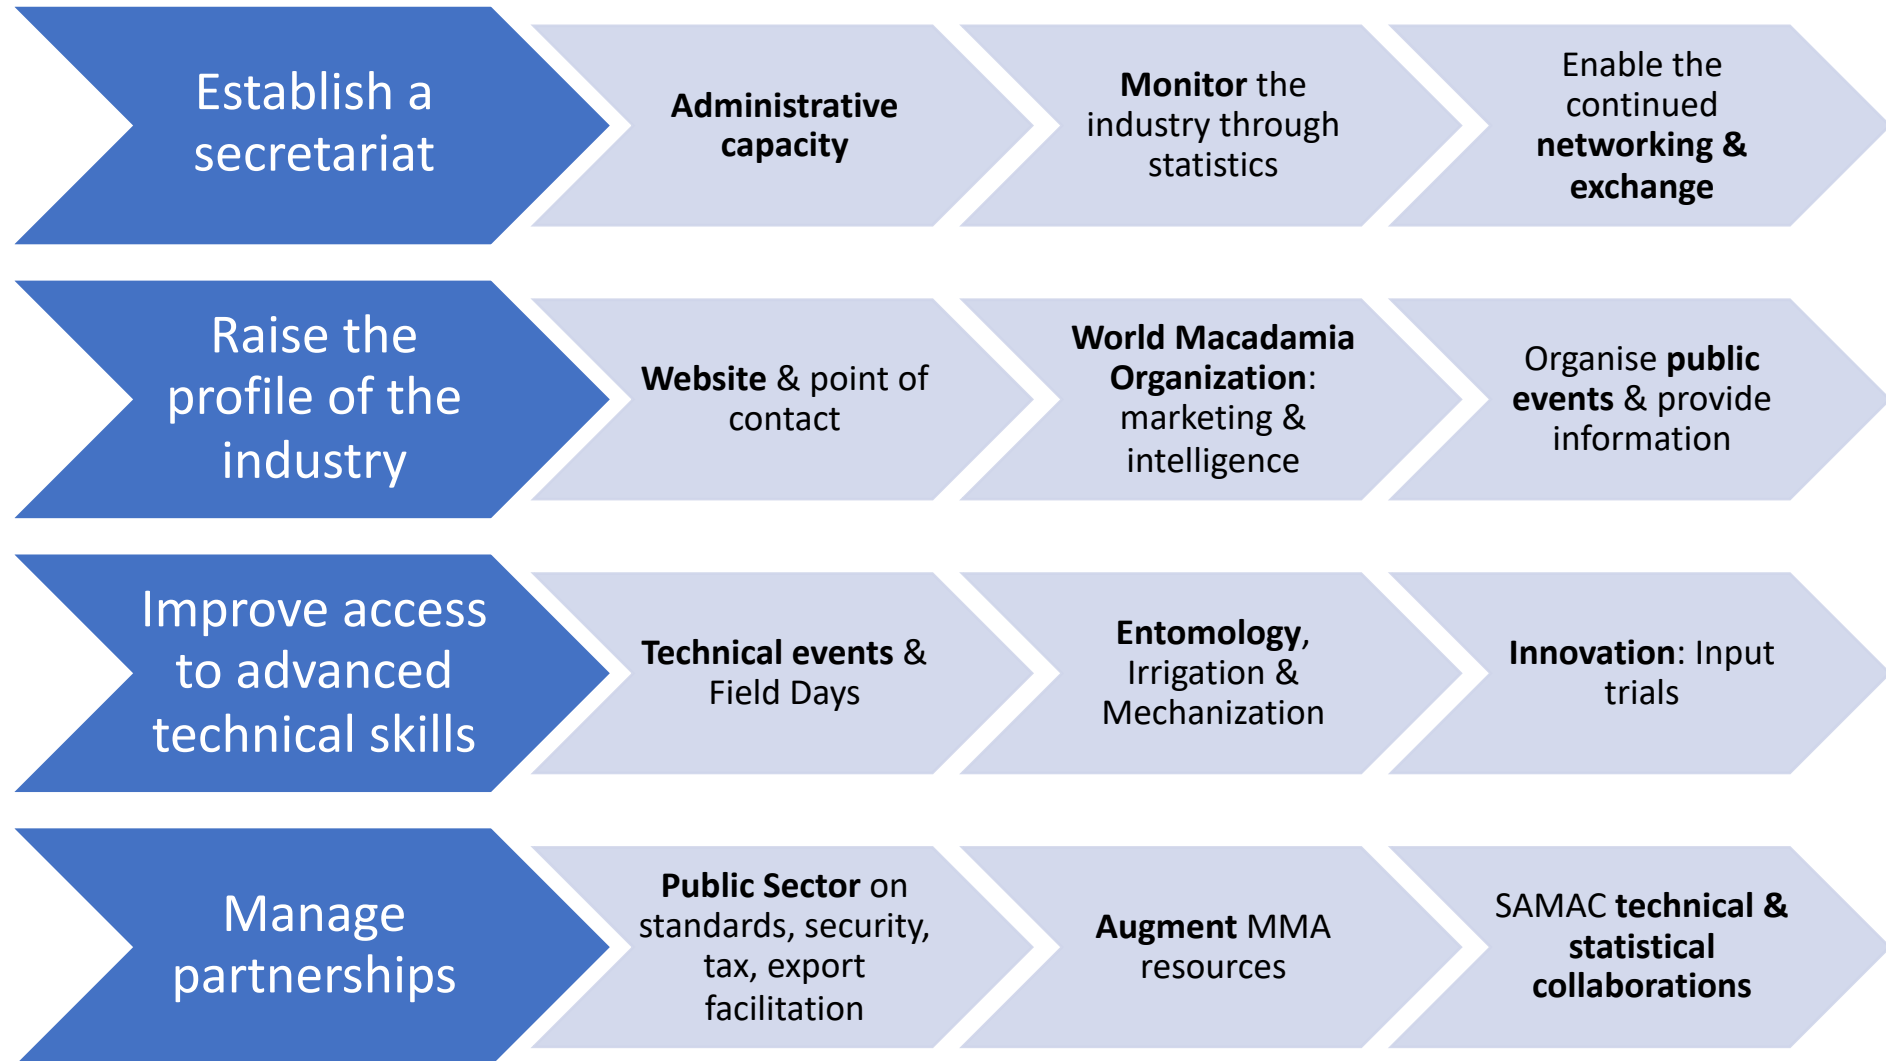 Establish a
secretariat
Administrative
capacity
Monitor the
industry through
statistics
Enable the
continued
networking &
exchange
Raise the
profile of the
industry
Website & point of
contact
World Macadamia
Organization:
marketing &
intelligence
Organise public
events & provide
information
Improve access
to advanced
technical skills
Technical events &
Field Days
Entomology,
Irrigation &
Mechanization
Innovation: Input
trials
Manage
partnerships
Public Sector on
standards, security,
tax, export
facilitation
Augment MMA
resources
SAMAC technical &
statistical
collaborations